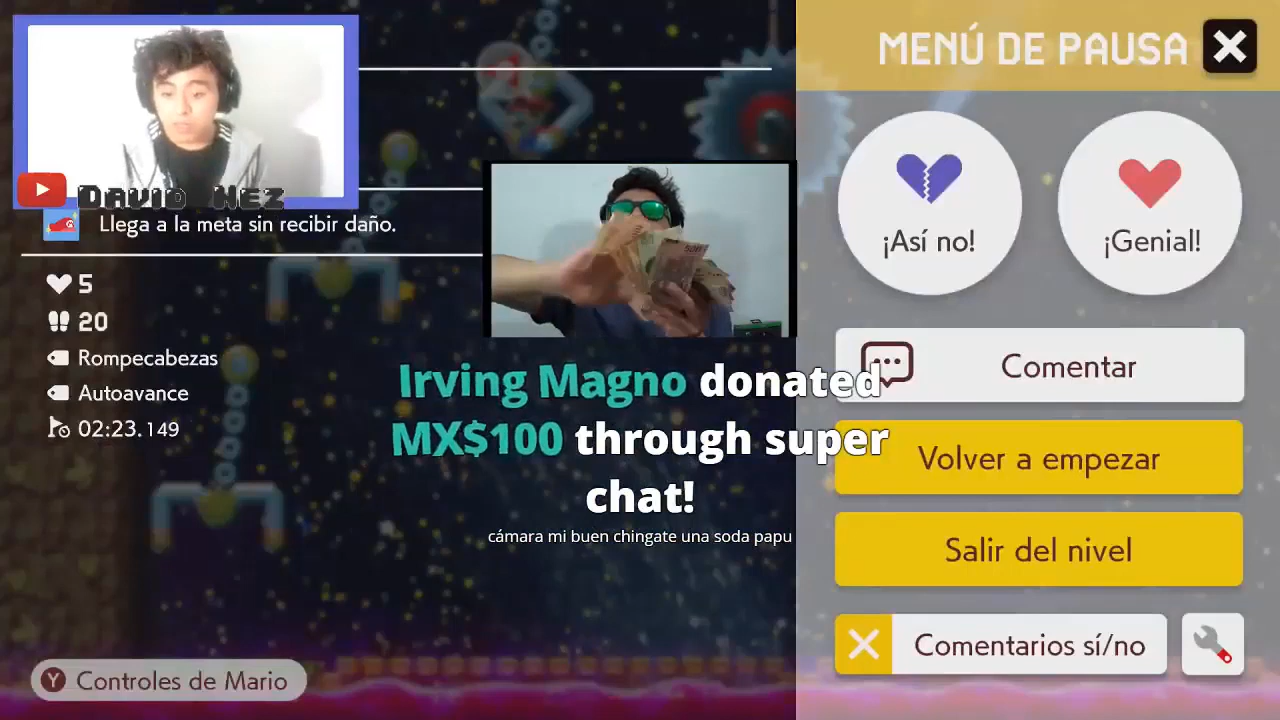 MENÚ DE PAUSA
¡Así no!
¡Genial!
DAVID NEZ
Llega a la meta sin recibir daño.
5
20
Rompecabezas
Autoavance
02:23.149
Irving Magno donated
MX$100 through super
chat!
cámara mi buen chingate una soda papu
Comentar
Volver a empezar
Salir del nivel
Comentarios sí/no
Y Controles de Mario